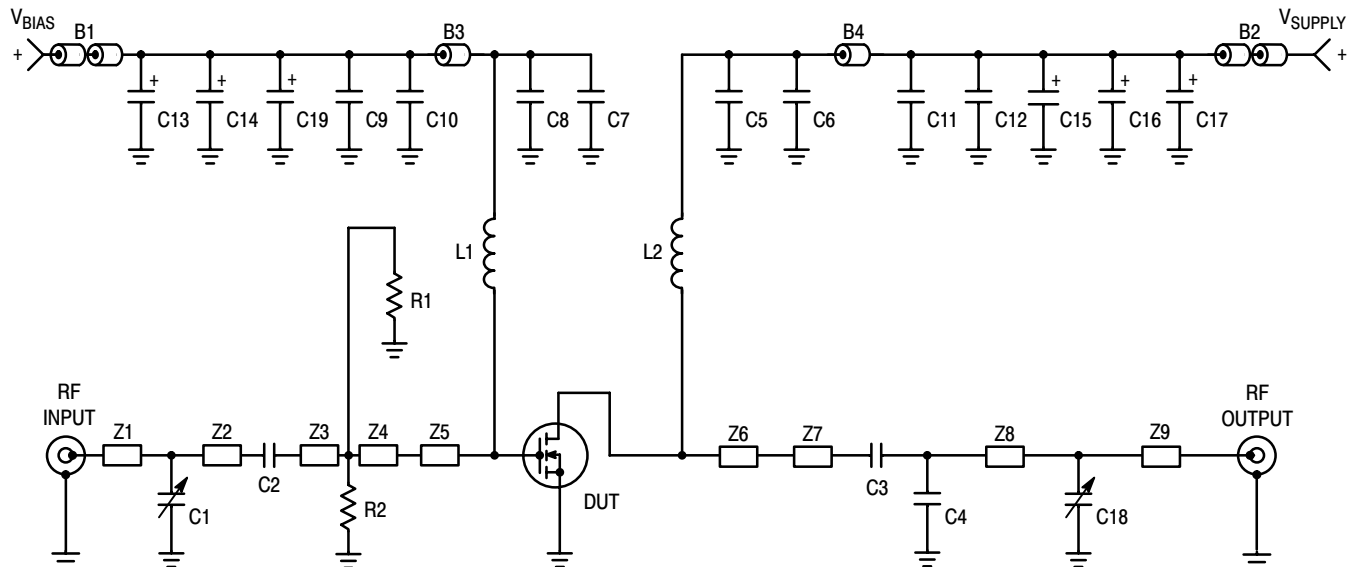 VBIAS
+
B1
B3
B4
B2
VSUPPLY
+
+
+
+
+
+
+
C13
C14
C19
C9
C10
C8
C7
C5
C6
C11
C12
C15
C16
C17
L1
L2
R1
RF
INPUT
Z1
Z2
Z3
Z4
Z5
Z6
Z7
Z8
Z9
RF
OUTPUT
C2
C3
C1
R2
DUT
C4
C18